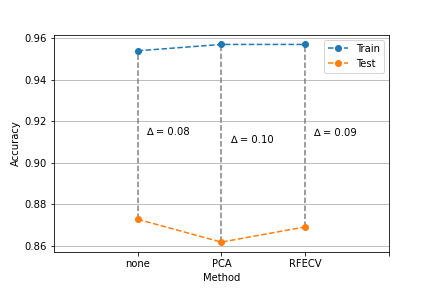 0.96
0.94
0.92
0.90
0.88
0.86
Accuracy
Train
Test
Δ = 0.08
Δ = 0.10
Δ = 0.09
none
PCA
RFECV
Method